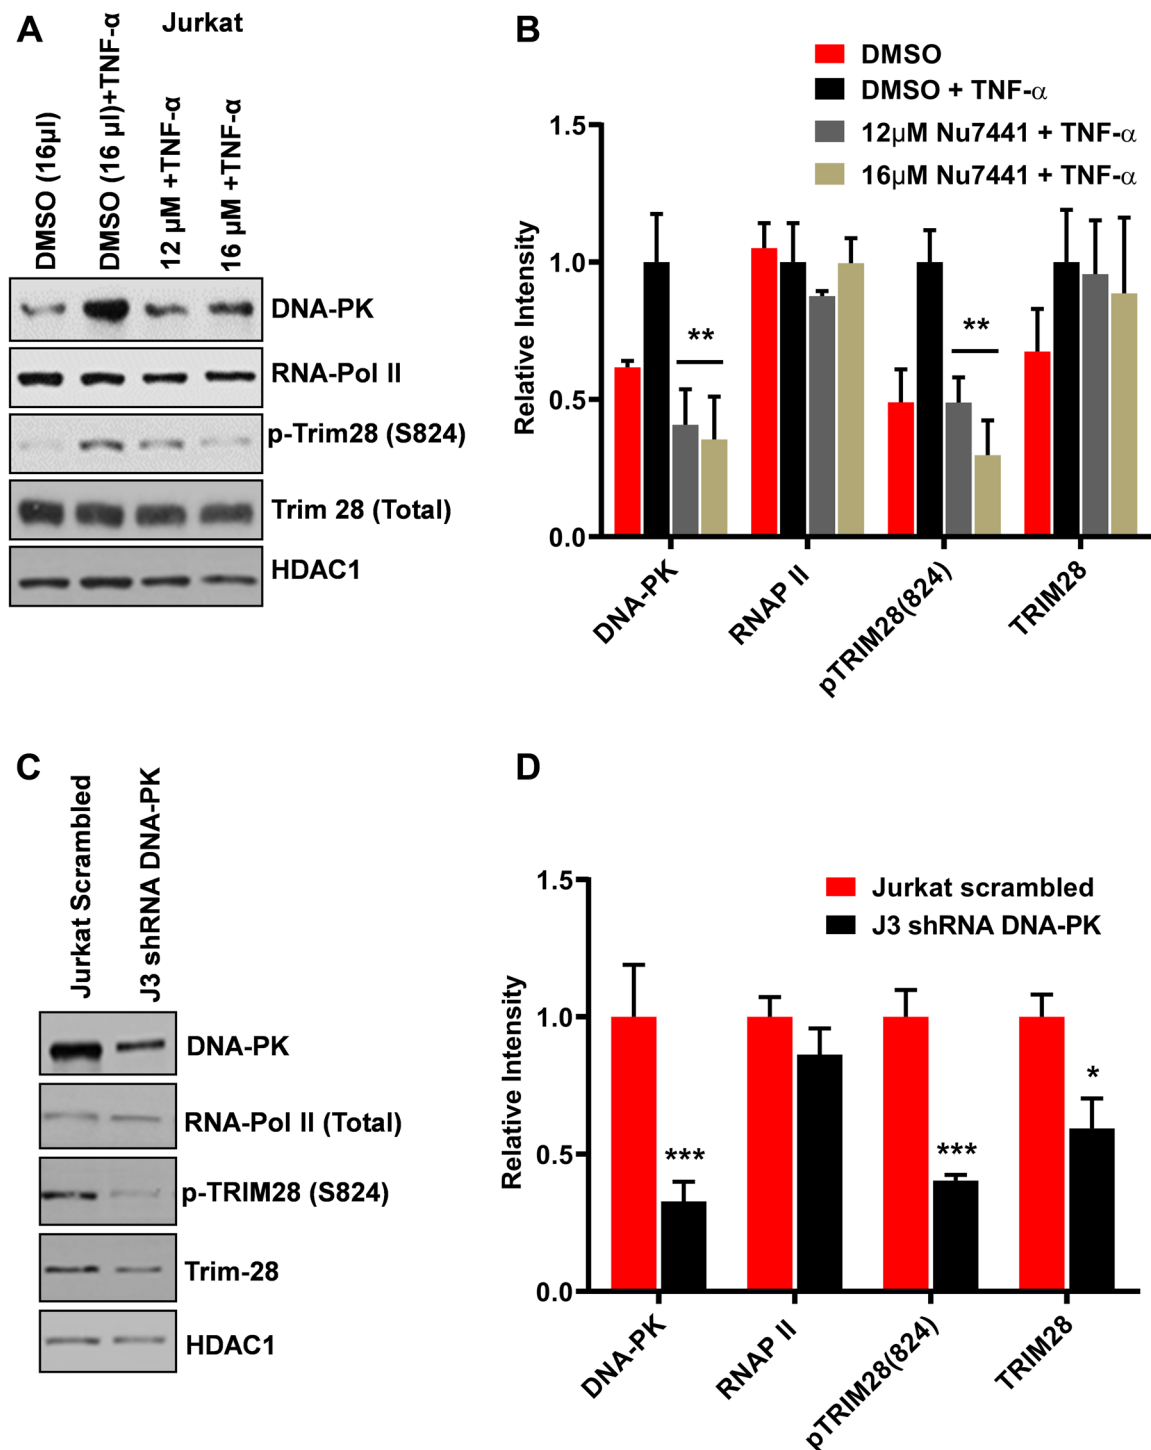 A
Jurkat
DMSO (16µl)
DMSO (16 µl)+TNF-α
12 µM +TNF-α
16 µM +TNF-α
DNA-PK
RNA-Pol II
p-Trim28 (S824)
Trim 28 (Total)
HDAC1
B
DMSO
DMSO + TNF-α
12µM Nu7441 + TNF-α
16µM Nu7441 + TNF-α
Relative Intensity
1.5
1.0
0.5
0.0
**
**
DNA-PK
RNAP II
pTRIM28(824)
TRIM28
C
Jurkat Scrambled
J3 shRNA DNA-PK
DNA-PK
RNA-Pol II (Total)
p-TRIM28 (S824)
Trim-28
HDAC1
D
Jurkat scrambled
J3 shRNA DNA-PK
Relative Intensity
1.5
1.0
0.5
0.0
***
***
*
DNA-PK
RNAP II
pTRIM28(824)
TRIM28